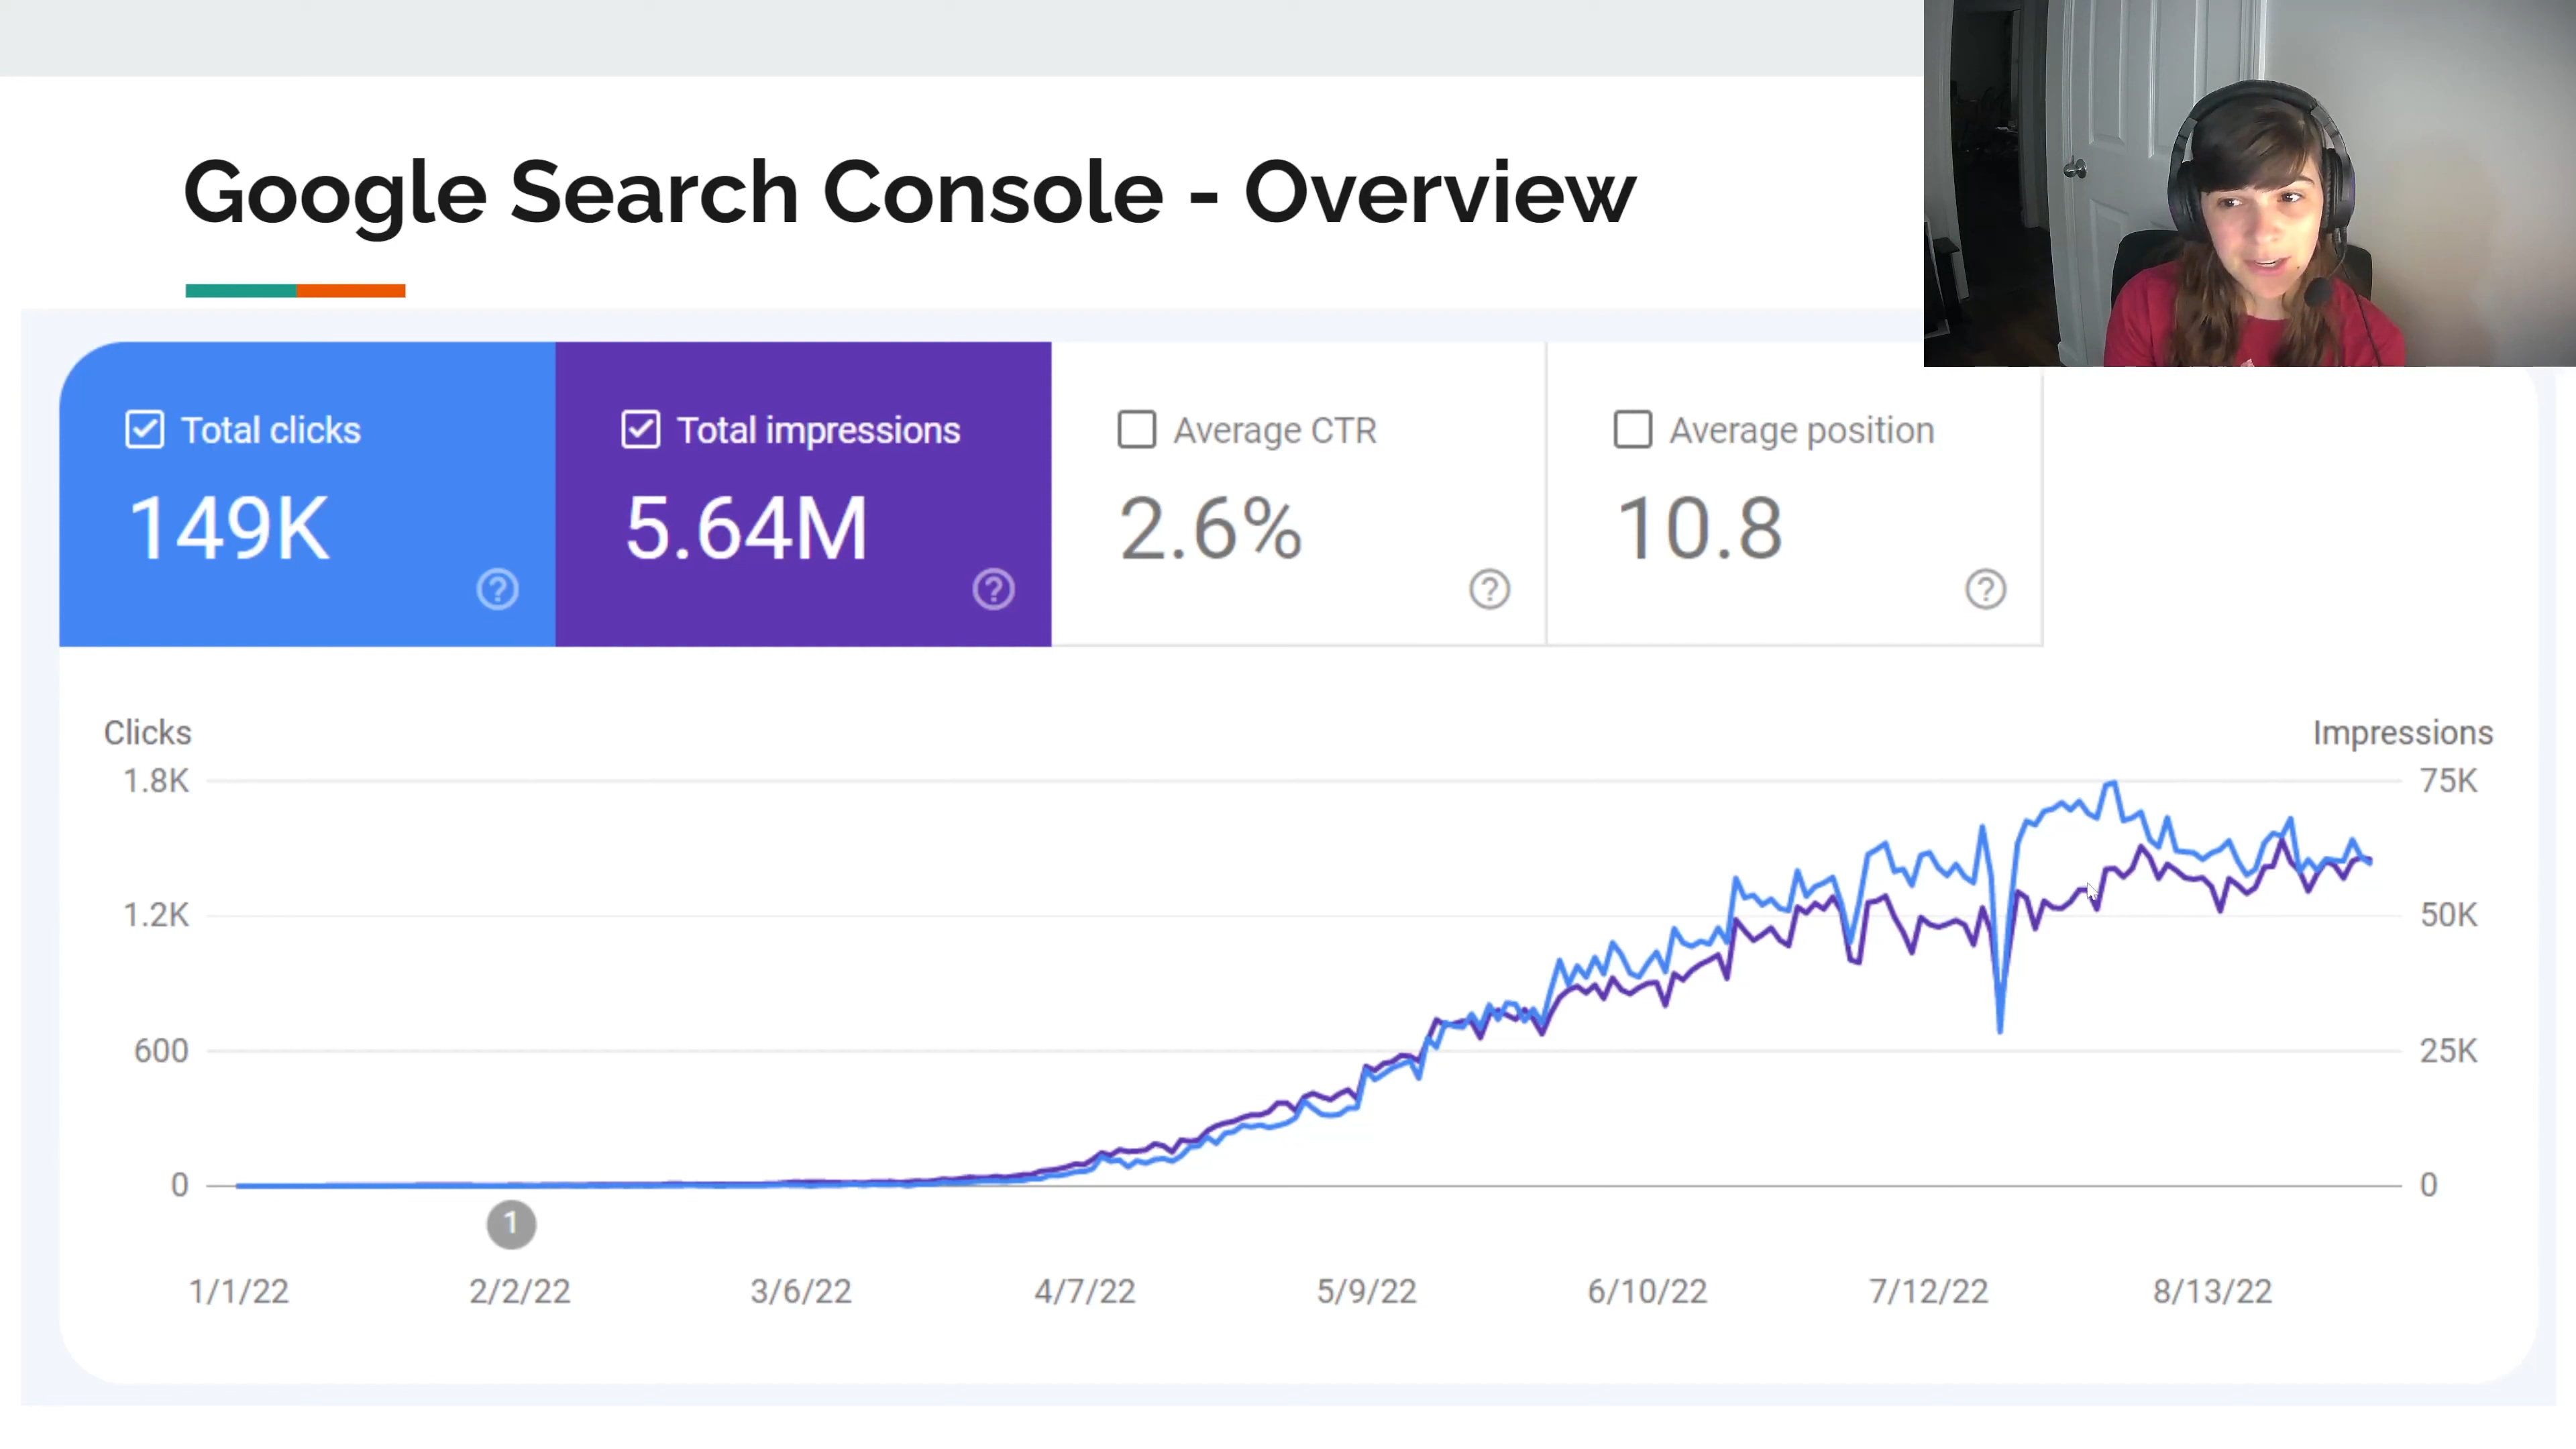 Google Search Console - Overview
Total clicks
149K
Total impressions
5.64M
Average CTR
2.6%
Average position
10.8
Clicks
Impressions
1.8K
75K
1.2K
50K
600
25K
0
0
1
1/1/22
2/2/22
3/6/22
4/7/22
5/9/22
6/10/22
7/12/22
8/13/22